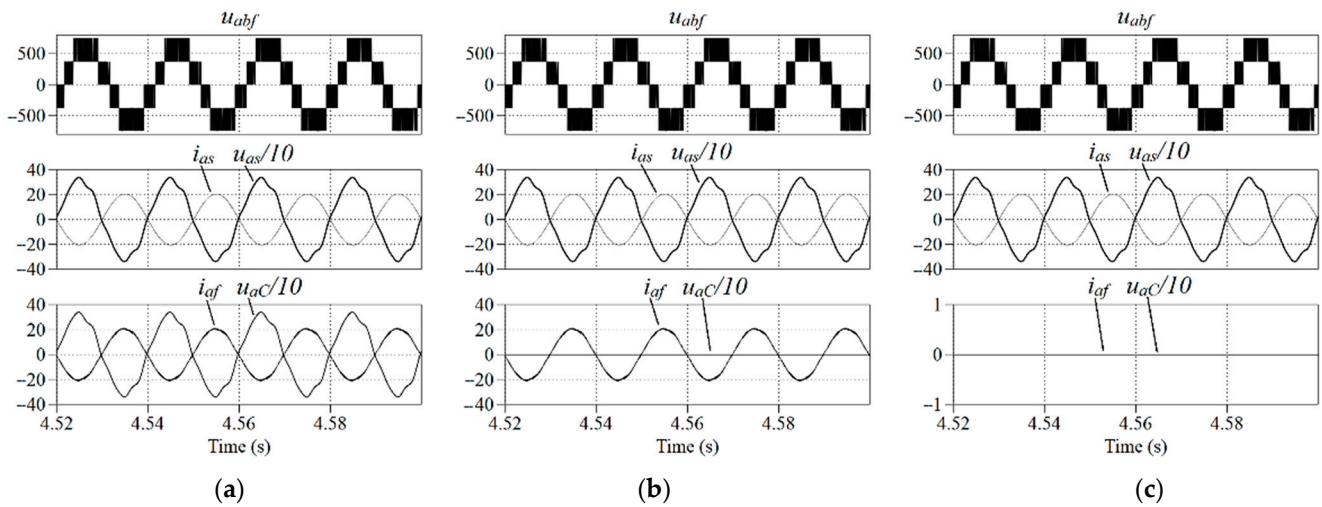 u_abf u_abf u_abf
500 500 500
0 0 0
−500 −500 −500
i_as u_as/10 i_as u_as/10 i_as u_as/10
40 40 40
20 20 20
0 0 0
−20 −20 −20
−40 −40 −40
i_af u_aC/10 i_af u_aC/10 i_af u_aC/10
40 40 1
20 20
0 0 0
−20 −20
−40 −40 −1
4.52 4.54 4.56 4.58 4.52 4.54 4.56 4.58 4.52 4.54 4.56 4.58
Time (s) Time (s) Time (s)
(a) (b) (c)